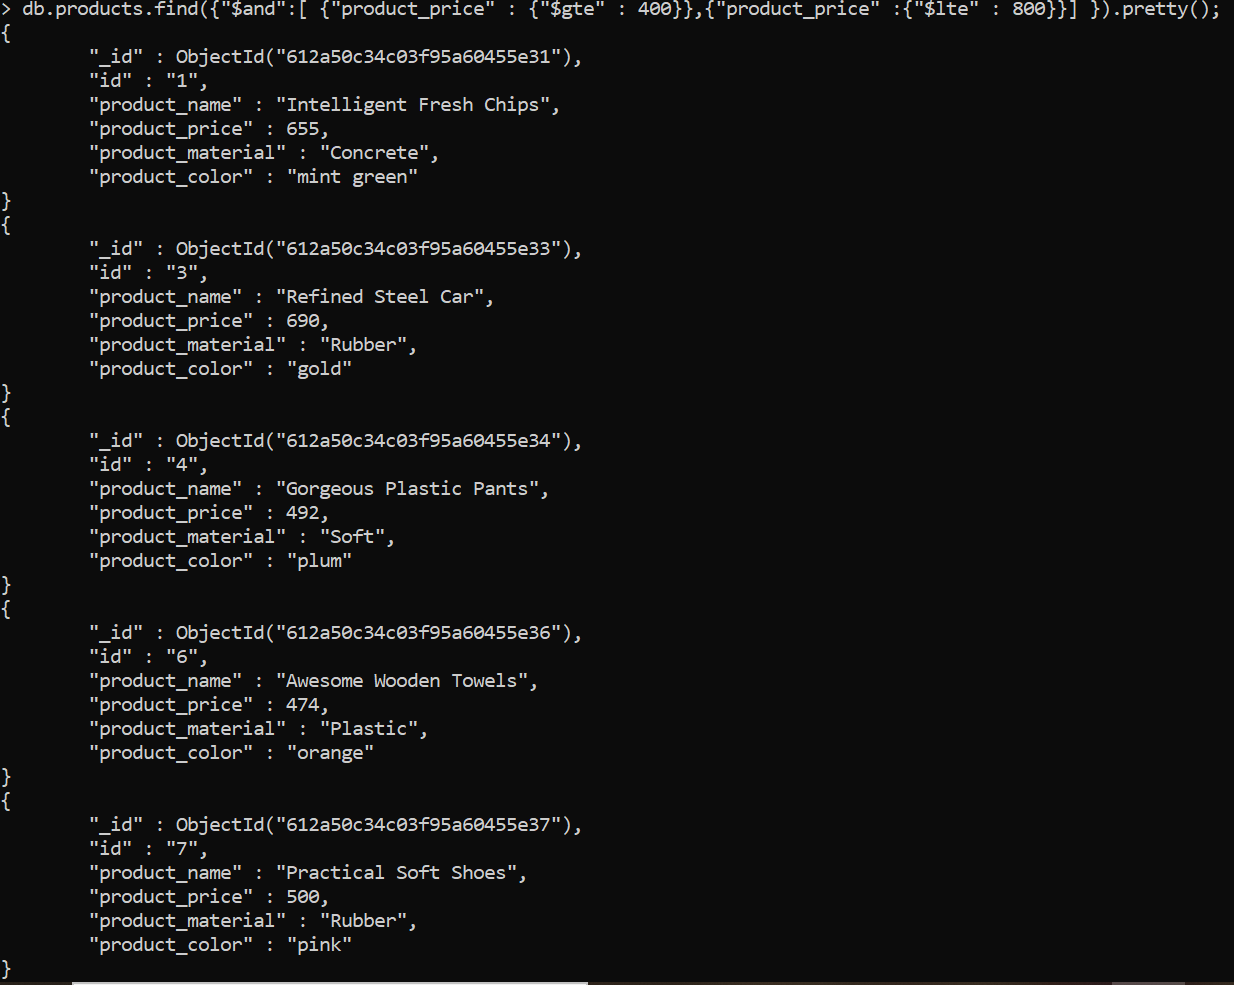 > db.products.find({"$and":[ {"product_price" : {"$gte" : 400}},{"product_price" :{"$lte" : 800}}] }).pretty();
{
        "_id" : ObjectId("612a50c34c03f95a60455e31"),
        "id" : "1",
        "product_name" : "Intelligent Fresh Chips",
        "product_price" : 655,
        "product_material" : "Concrete",
        "product_color" : "mint green"
}
{
        "_id" : ObjectId("612a50c34c03f95a60455e33"),
        "id" : "3",
        "product_name" : "Refined Steel Car",
        "product_price" : 690,
        "product_material" : "Rubber",
        "product_color" : "gold"
}
{
        "_id" : ObjectId("612a50c34c03f95a60455e34"),
        "id" : "4",
        "product_name" : "Gorgeous Plastic Pants",
        "product_price" : 492,
        "product_material" : "Soft",
        "product_color" : "plum"
}
{
        "_id" : ObjectId("612a50c34c03f95a60455e36"),
        "id" : "6",
        "product_name" : "Awesome Wooden Towels",
        "product_price" : 474,
        "product_material" : "Plastic",
        "product_color" : "orange"
}
{
        "_id" : ObjectId("612a50c34c03f95a60455e37"),
        "id" : "7",
        "product_name" : "Practical Soft Shoes",
        "product_price" : 500,
        "product_material" : "Rubber",
        "product_color" : "pink"
}